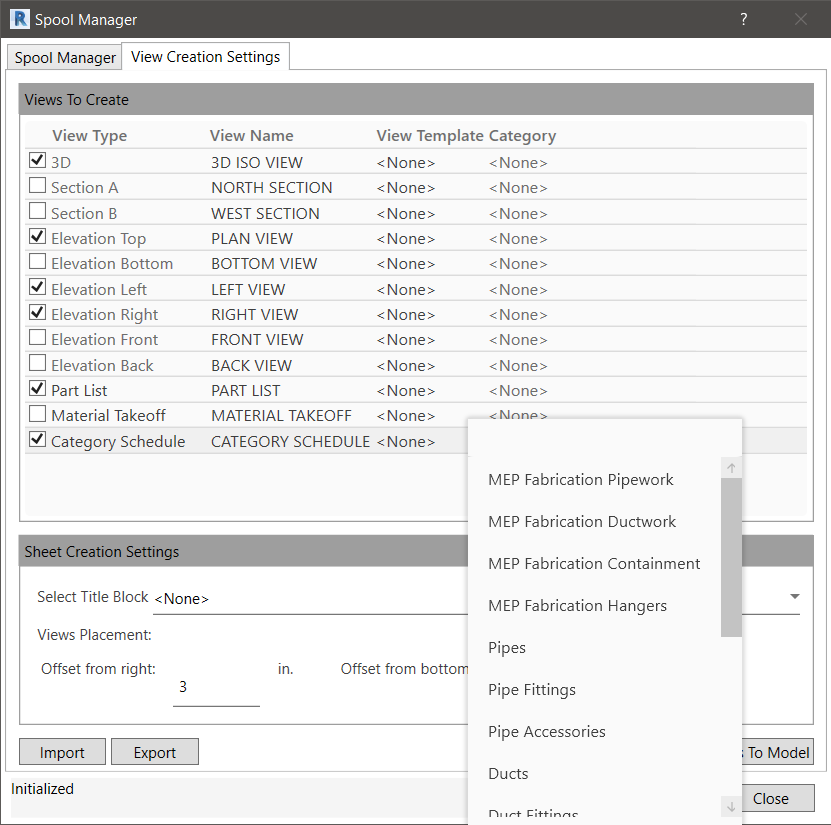 R Spool Manager ?
Spool Manager View Creation Settings
Views To Create
View Type View Name View Template Category
3D 3D ISO VIEW <None> <None>
Section A NORTH SECTION <None> <None>
Section B WEST SECTION <None> <None>
Elevation Top PLAN VIEW <None> <None>
Elevation Bottom BOTTOM VIEW <None> <None>
Elevation Left LEFT VIEW <None> <None>
Elevation Right RIGHT VIEW <None> <None>
Elevation Front FRONT VIEW <None> <None>
Elevation Back BACK VIEW <None> <None>
Part List PART LIST <None> <None>
Material Takeoff MATERIAL TAKEOFF <None> <None>
Category Schedule CATEGORY SCHEDULE <None>
MEP Fabrication Pipework
MEP Fabrication Ductwork
MEP Fabrication Containment
MEP Fabrication Hangers
Pipes
Pipe Fittings
Pipe Accessories
Ducts
Duct Fittings
Sheet Creation Settings
Select Title Block <None>
Views Placement:
Offset from right: 3 in. Offset from bottom
Import Export To Model
Initialized
Close